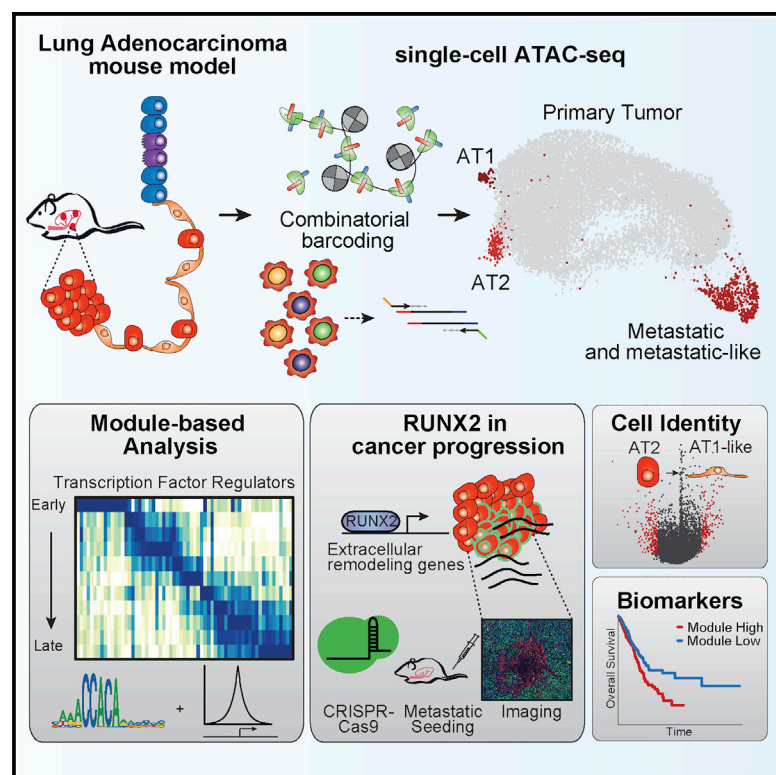 Lung Adenocarcinoma
mouse model
single-cell ATAC-seq
Primary Tumor
AT1
AT2
Combinatorial
barcoding
Metastatic
and metastatic-like
Module-based
Analysis
Transcription Factor Regulators
Early
Late
AAACCACA
+
RUNX2 in
cancer progression
RUNX2
Extracellular
remodeling genes
CRISPR-
Cas9
Metastatic
Seeding
Imaging
Cell Identity
AT2
AT1-like
Biomarkers
Module High
Module Low
Overall Survival
Time